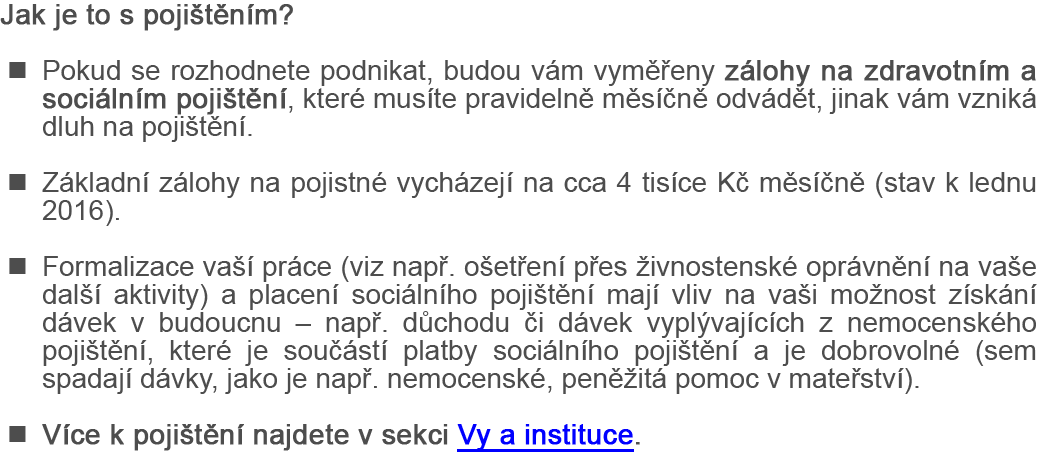 Jak je to s pojištěním?
■ Pokud se rozhodnete podnikat, budou vám vyměřeny zálohy na zdravotním a
sociálním pojištění, které musíte pravidelně měsíčně odvádět, jinak vám vzniká
dluh na pojištění.
■ Základní zálohy na pojistné vycházejí na cca 4 tisíce Kč měsíčně (stav k lednu
2016).
■ Formalizace vaší práce (viz např. ošetření přes živnostenské oprávnění na vaše
další aktivity) a placení sociálního pojištění mají vliv na vaši možnost získání
dávek v budoucnu – např. důchodu či dávek vyplývajících z nemocenského
pojištění, které je součástí platby sociálního pojištění a je dobrovolné (sem
spadají dávky, jako je např. nemocenské, peněžitá pomoc v mateřství).
■ Více k pojištění najdete v sekci Vy a instituce.